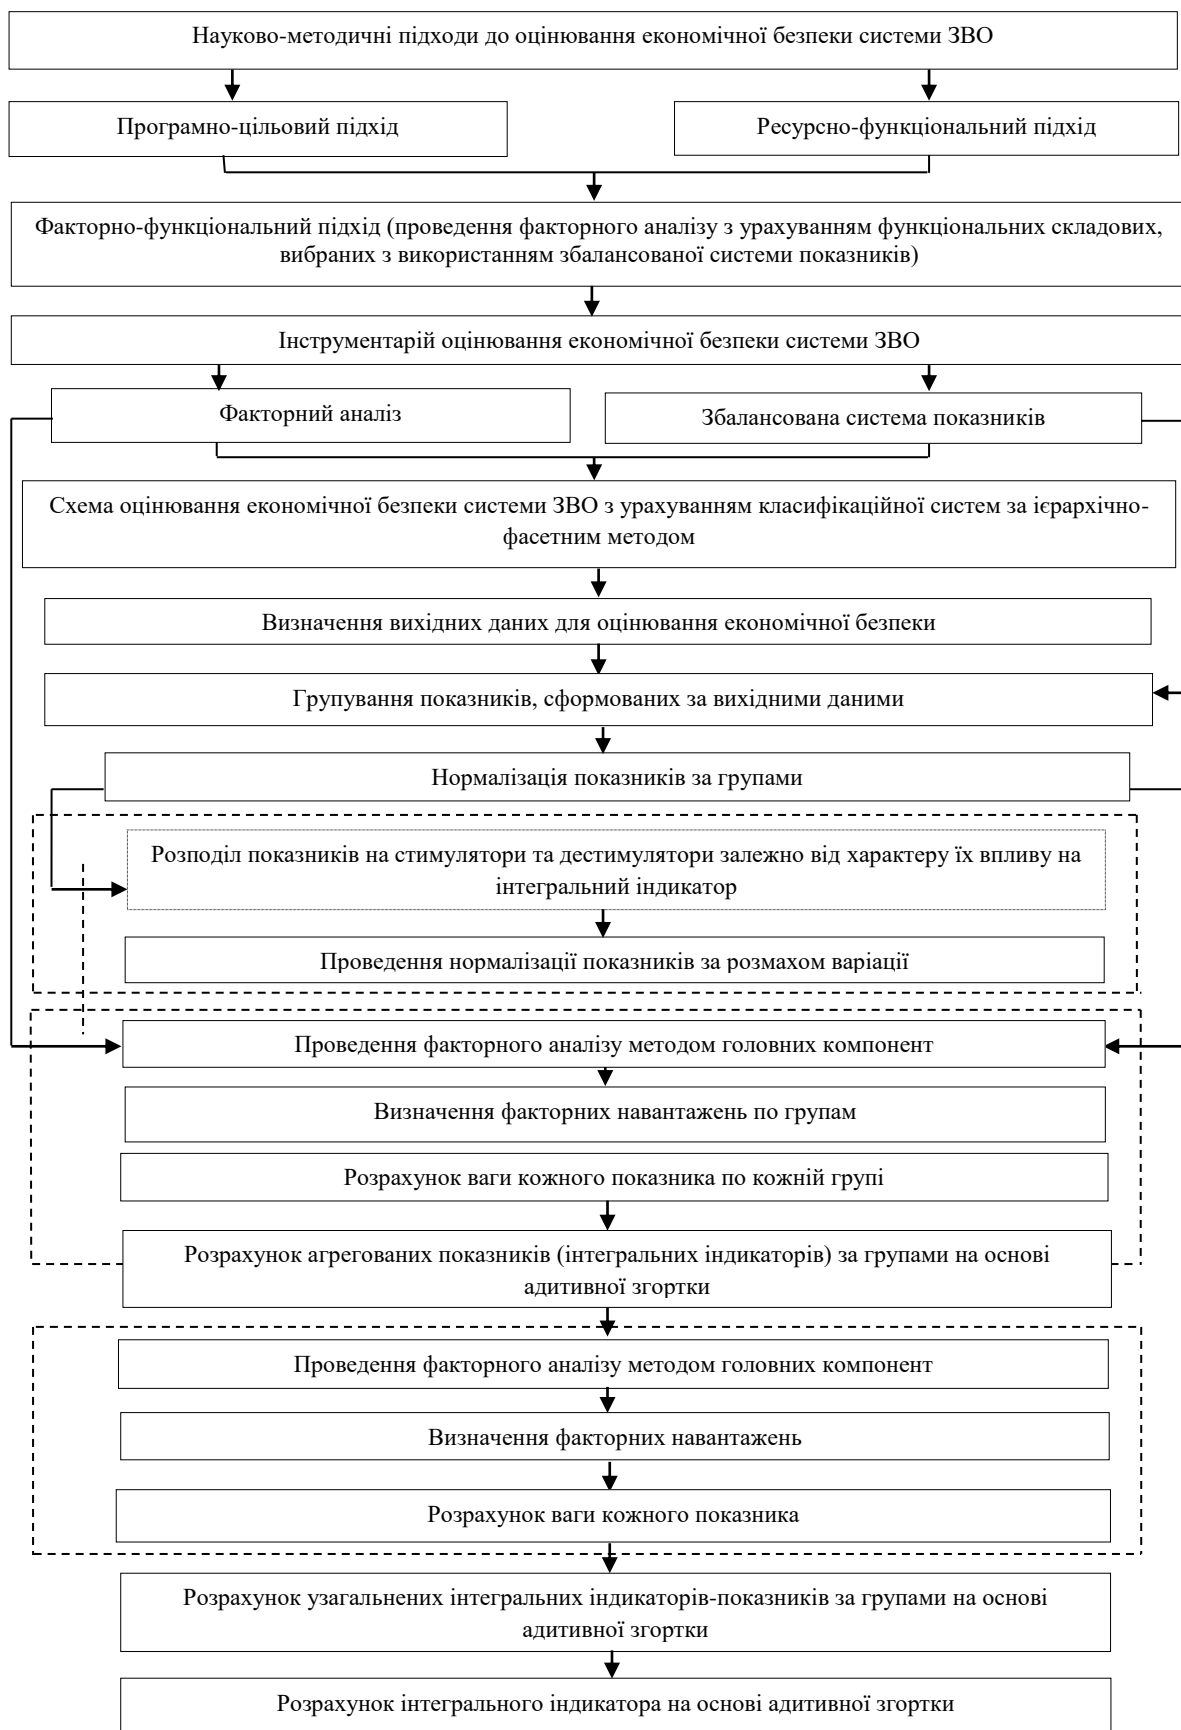 Науково-методичні підходи до оцінювання економічної безпеки системи ЗВО
Програмно-цільовий підхід
Ресурсно-функціональний підхід
Факторно-функціональний підхід (проведення факторного аналізу з урахуванням функціональних складових,
вибраних з використанням збалансованої системи показників)
Інструментарій оцінювання економічної безпеки системи ЗВО
Факторний аналіз
Збалансована система показників
Схема оцінювання економічної безпеки системи ЗВО з урахуванням класифікаційної систем за ієрархічно-
фасетним методом
Визначення вихідних даних для оцінювання економічної безпеки
Групування показників, сформованих за вихідними даними
Нормалізація показників за групами
Розподіл показників на стимулятори та дестимулятори залежно від характеру їх впливу на
інтегральний індикатор
Проведення нормалізації показників за розмахом варіації
Проведення факторного аналізу методом головних компонент
Визначення факторних навантажень по групам
Розрахунок ваги кожного показника по кожній групі
Розрахунок агрегованих показників (інтегральних індикаторів) за групами на основі
адитивної згортки
Проведення факторного аналізу методом головних компонент
Визначення факторних навантажень
Розрахунок ваги кожного показника
Розрахунок узагальнених інтегральних індикаторів-показників за групами на основі
адитивної згортки
Розрахунок інтегрального індикатора на основі адитивної згортки